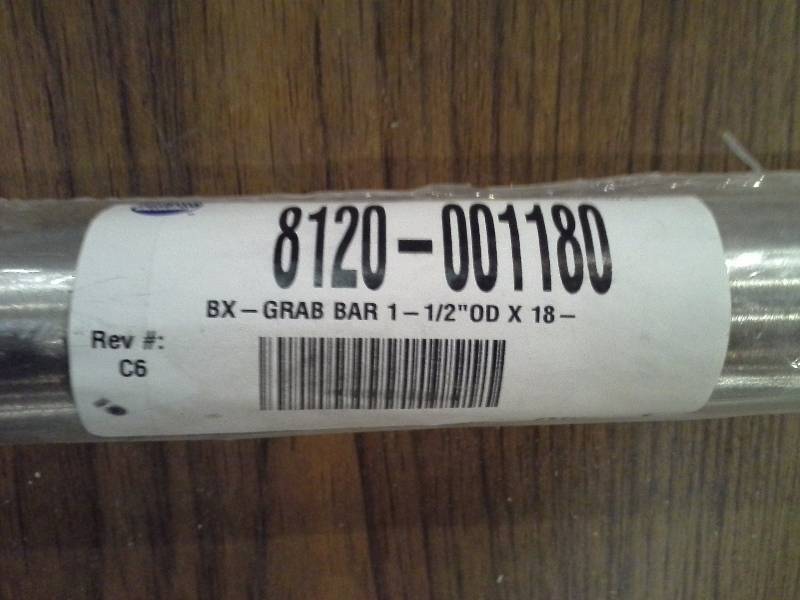 8120-001180
BX-GRAB BAR 1-1/2"OD X 18-
Rev #:
C6